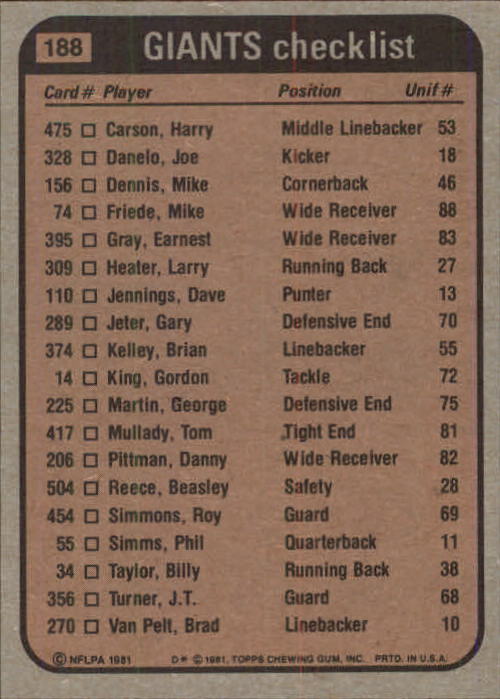 188 GIANTS checklist
Card # Player Position Unif #
475 □ Carson, Harry Middle Linebacker 53
328 □ Danelo, Joe Kicker 18
156 □ Dennis, Mike Cornerback 46
74 □ Friede, Mike Wide Receiver 88
395 □ Gray, Earnest Wide Receiver 83
309 □ Heater, Larry Running Back 27
110 □ Jennings, Dave Punter 13
289 □ Jeter, Gary Defensive End 70
374 □ Kelley, Brian Linebacker 55
14 □ King, Gordon Tackle 72
225 □ Martin, George Defensive End 75
417 □ Mullady, Tom Tight End 81
206 □ Pittman, Danny Wide Receiver 82
504 □ Reece, Beasley Safety 28
454 □ Simmons, Roy Guard 69
55 □ Simms, Phil Quarterback 11
34 □ Taylor, Billy Running Back 38
356 □ Turner, J.T. Guard 68
270 □ Van Pelt, Brad Linebacker 10
© NFLPA 1981 D* © 1981, TOPPS CHEWING GUM, INC. PRTD. IN U.S.A.